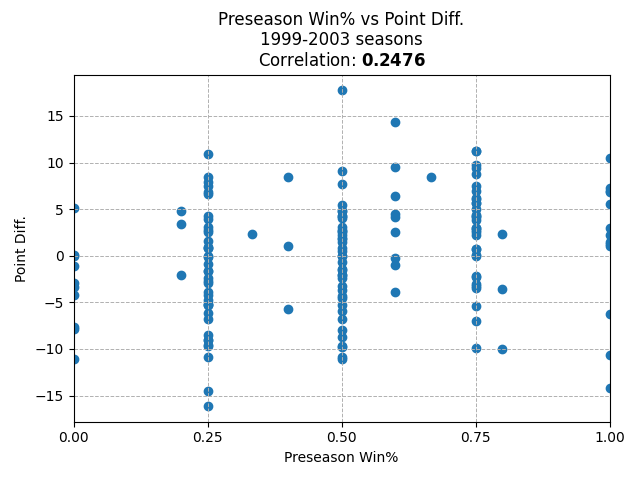 Preseason Win% vs Point Diff.
1999-2003 seasons
Correlation: 0.2476
Point Diff.
15
10
5
0
−5
−10
−15
0.00 0.25 0.50 0.75 1.00
Preseason Win%